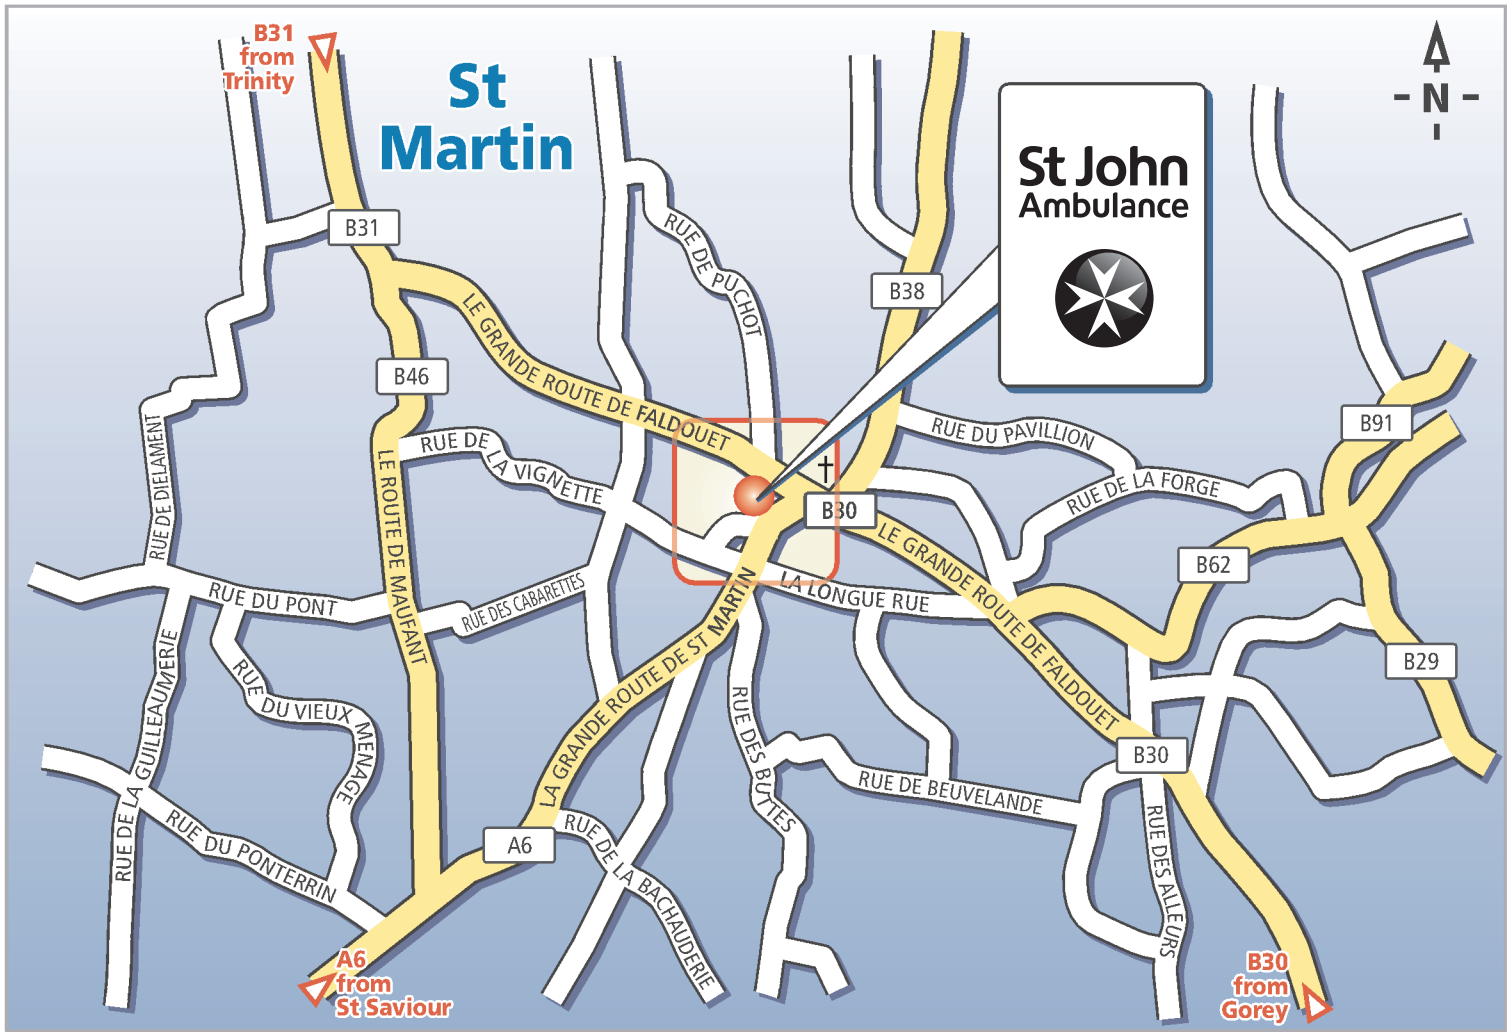 B31
from
Trinity
St
Martin
N
St John
Ambulance
B31
RUE DE PUCHOT
B38
LE GRANDE ROUTE DE FALDOUET
B46
B91
RUE DE DIELAMENT
RUE DE
LA VIGNETTE
RUE DU PAVILLION
RUE DE LA FORGE
B30
LE ROUTE DE MAUFANT
LE GRANDE ROUTE DE FALDOUET
B62
RUE DU PONT
RUE DES CABARETTES
LA LONGUE RUE
B29
RUE DE LA GUILLEAUMERIE
RUE DU VIEUX MENAGE
LA GRANDE ROUTE DE ST MARTIN
RUE DES BUTTES
B30
RUE DE BEUVELANDE
RUE DU PONTERRIN
A6
RUE DE LA BACHAUDERIE
RUE DES ALLEURS
A6
from
St Saviour
B30
from
Gorey